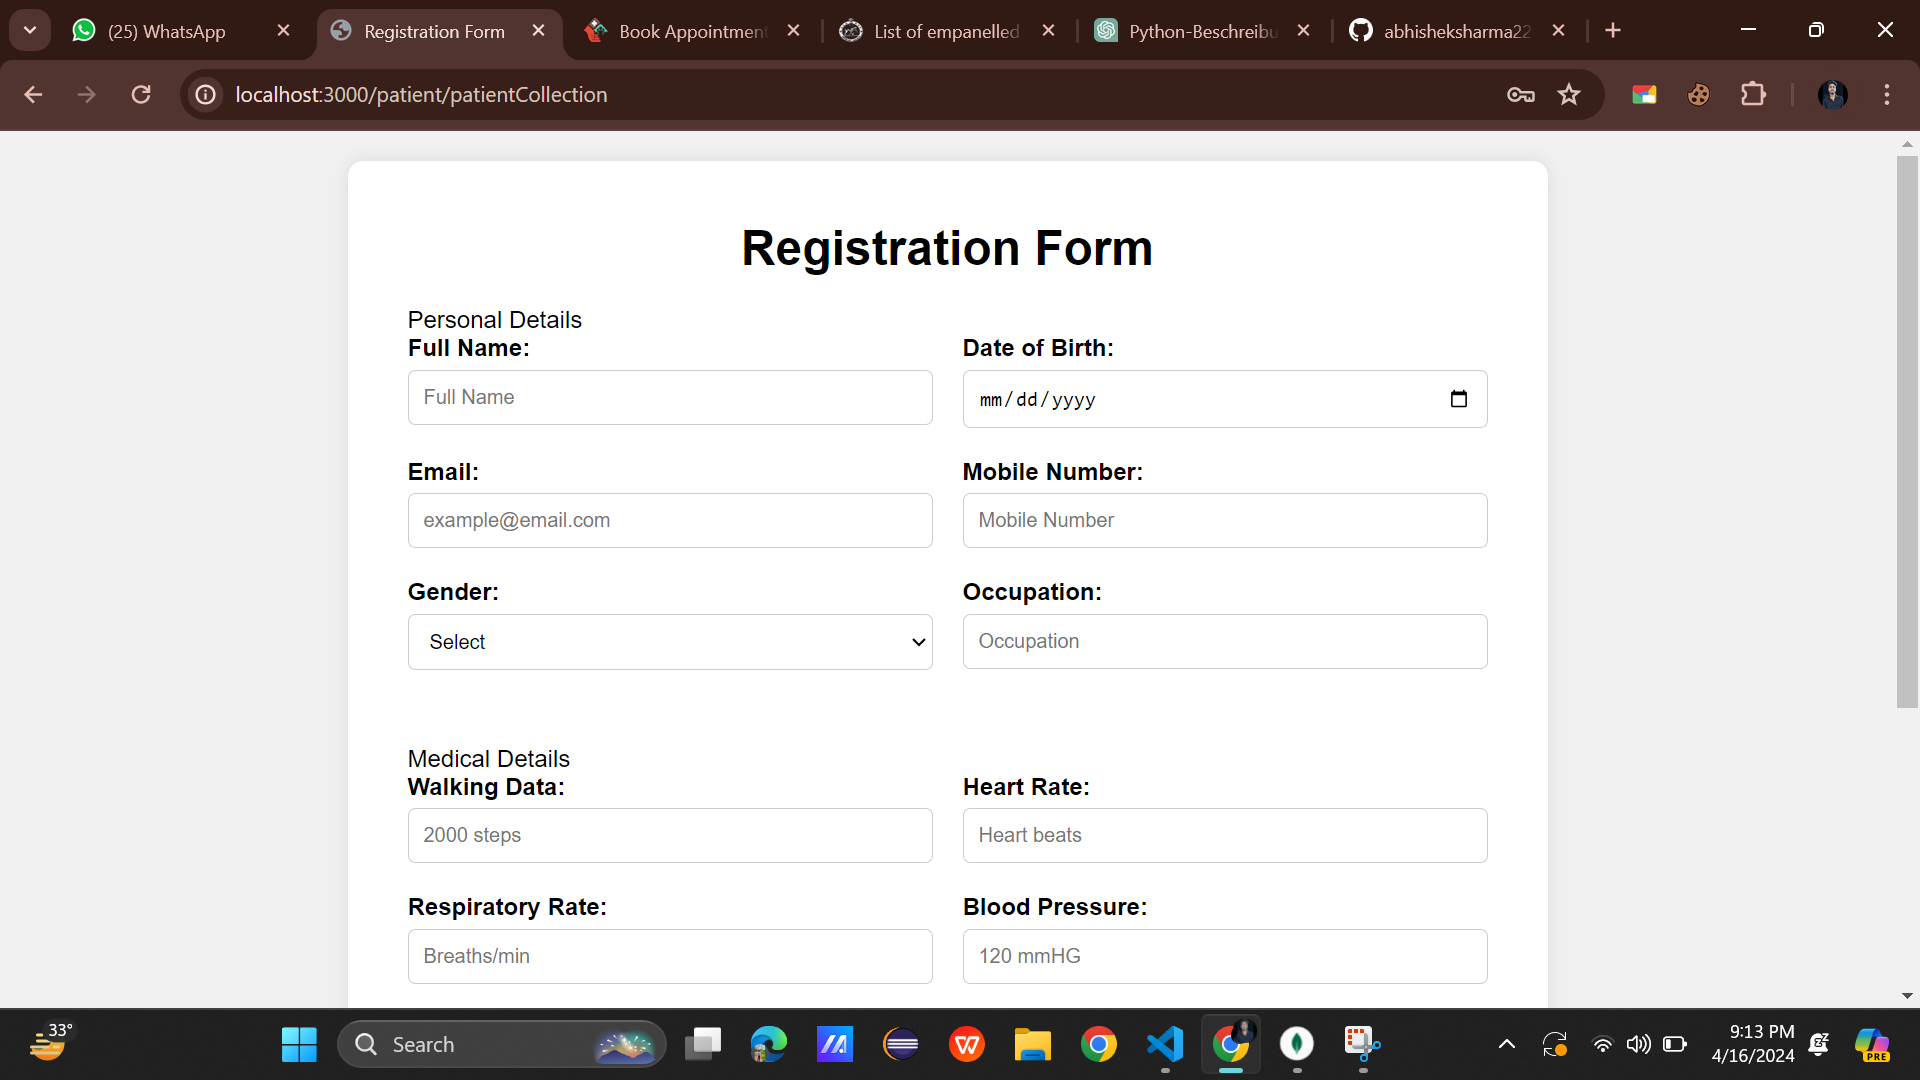 (25) WhatsApp
Registration Form
Book Appointment
List of empanelled
Python-Beschreibu
abhisheksharma22
localhost:3000/patient/patientCollection
Registration Form
Personal Details
Full Name:
Date of Birth:
Full Name
mm/dd/yyyy
Email:
Mobile Number:
example@email.com
Mobile Number
Gender:
Occupation:
Select
Occupation
Medical Details
Walking Data:
Heart Rate:
2000 steps
Heart beats
Respiratory Rate:
Blood Pressure:
Breaths/min
120 mmHG
33°
Search
9:13 PM
4/16/2024
PRE